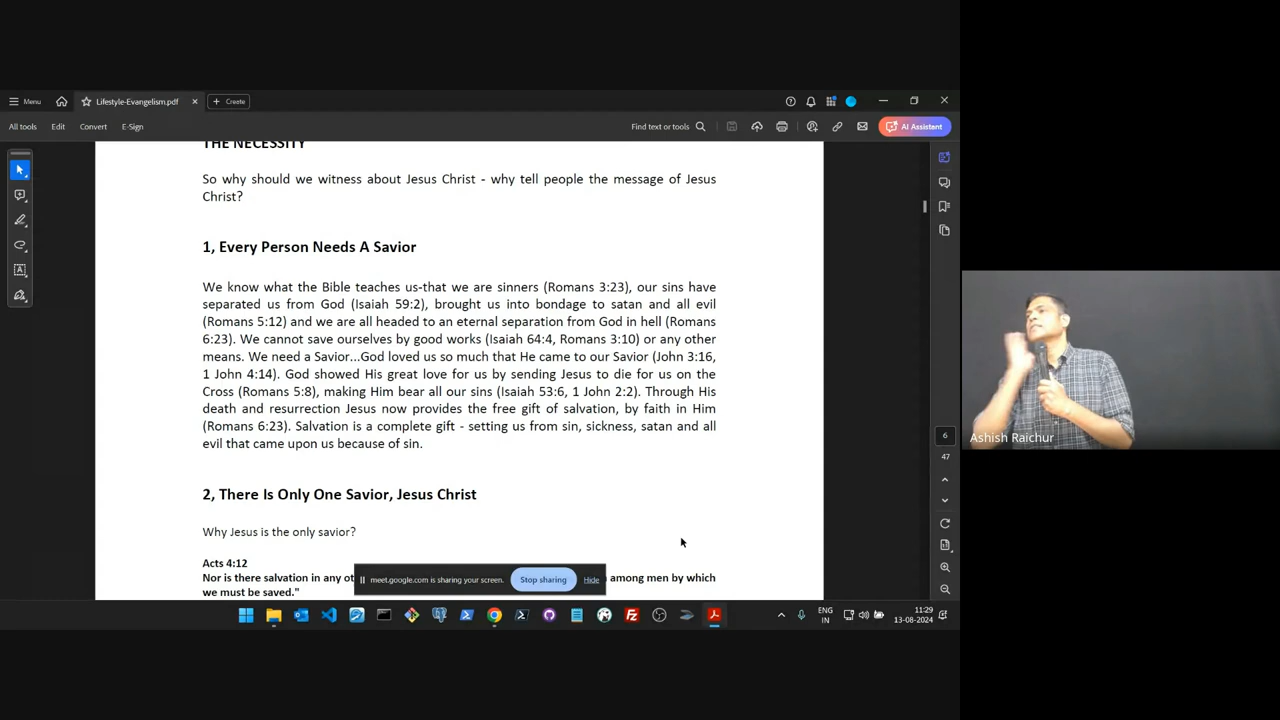 Menu
Lifestyle-Evangelism.pdf
Create
All tools
Edit
Convert
E-Sign
Find text or tools
AI Assistant
THE NECESSITY
So why should we witness about Jesus Christ - why tell people the message of Jesus
Christ?
1, Every Person Needs A Savior
We know what the Bible teaches us-that we are sinners (Romans 3:23), our sins have
separated us from God (Isaiah 59:2), brought us into bondage to satan and all evil
(Romans 5:12) and we are all headed to an eternal separation from God in hell (Romans
6:23). We cannot save ourselves by good works (Isaiah 64:4, Romans 3:10) or any other
means. We need a Savior...God loved us so much that He came to our Savior (John 3:16,
1 John 4:14). God showed His great love for us by sending Jesus to die for us on the
Cross (Romans 5:8), making Him bear all our sins (Isaiah 53:6, 1 John 2:2). Through His
death and resurrection Jesus now provides the free gift of salvation, by faith in Him
(Romans 6:23). Salvation is a complete gift - setting us from sin, sickness, satan and all
evil that came upon us because of sin.
2, There Is Only One Savior, Jesus Christ
Why Jesus is the only savior?
Acts 4:12
Nor is there salvation in any ot
among men by which
we must be saved."
meet.google.com is sharing your screen.
Stop sharing
Hide
6
47
Ashish Raichur
ENG
IN
11:29
13-08-2024